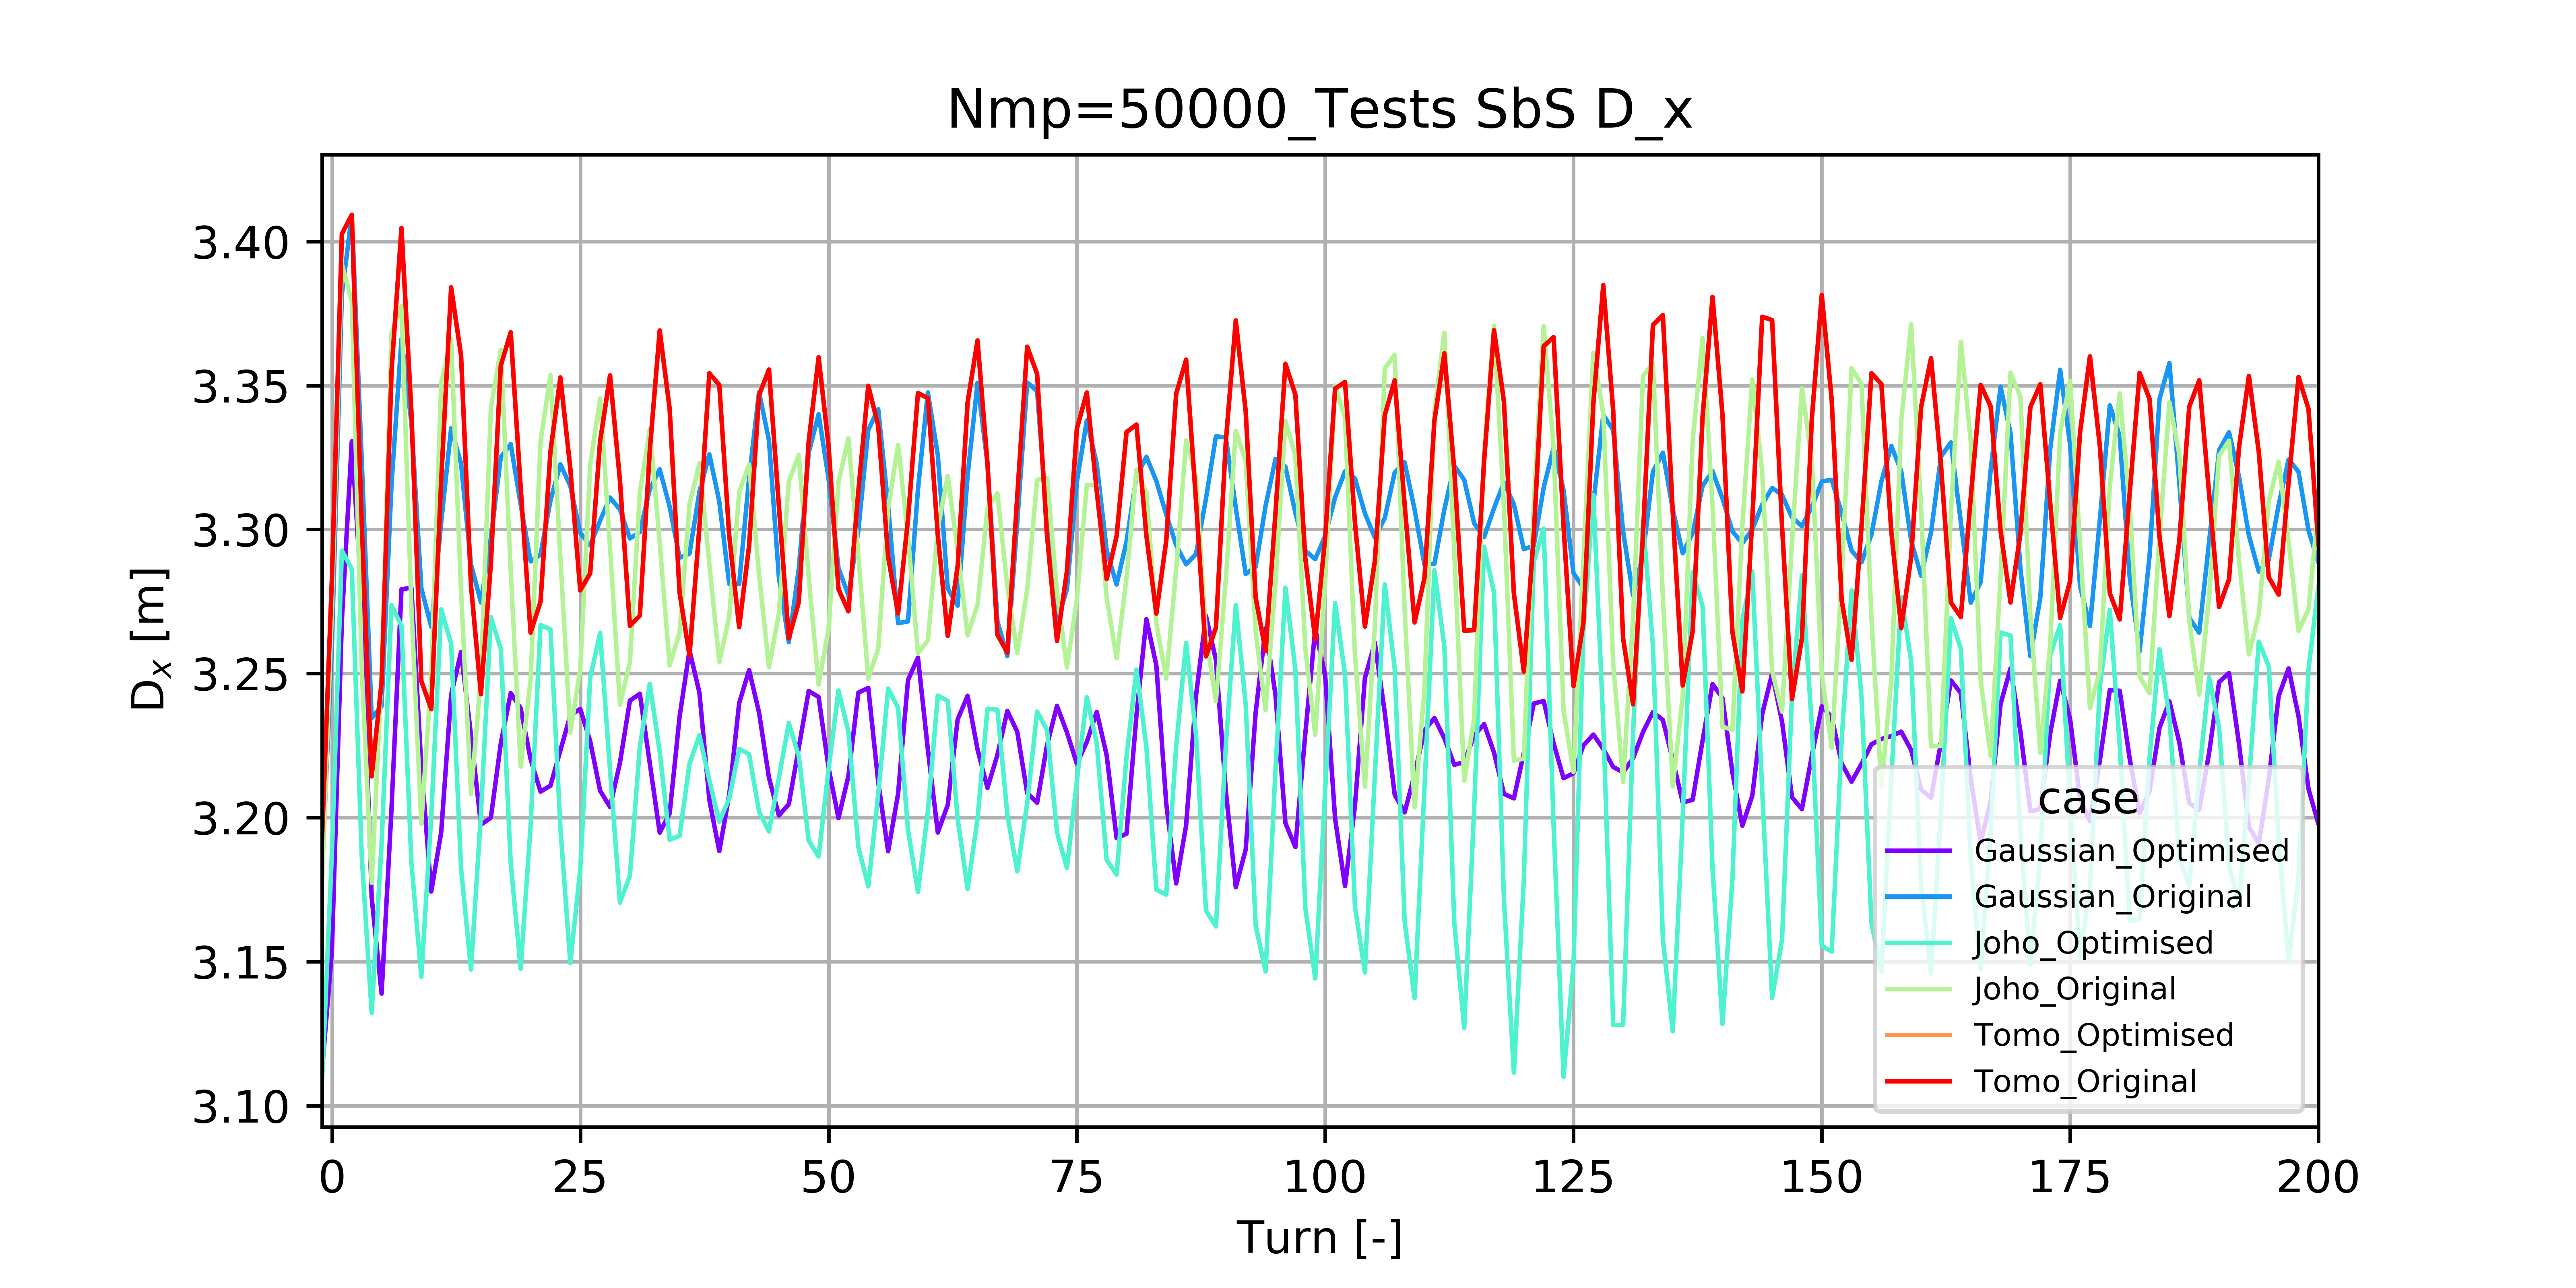 Nmp=50000_Tests SbS D_x
3.40
3.35
3.30
3.25
3.20
3.15
3.10
Dx [m]
0 25 50 75 100 125 150 175 200
Turn [-]
case
Gaussian_Optimised
Gaussian_Original
Joho_Optimised
Joho_Original
Tomo_Optimised
Tomo_Original